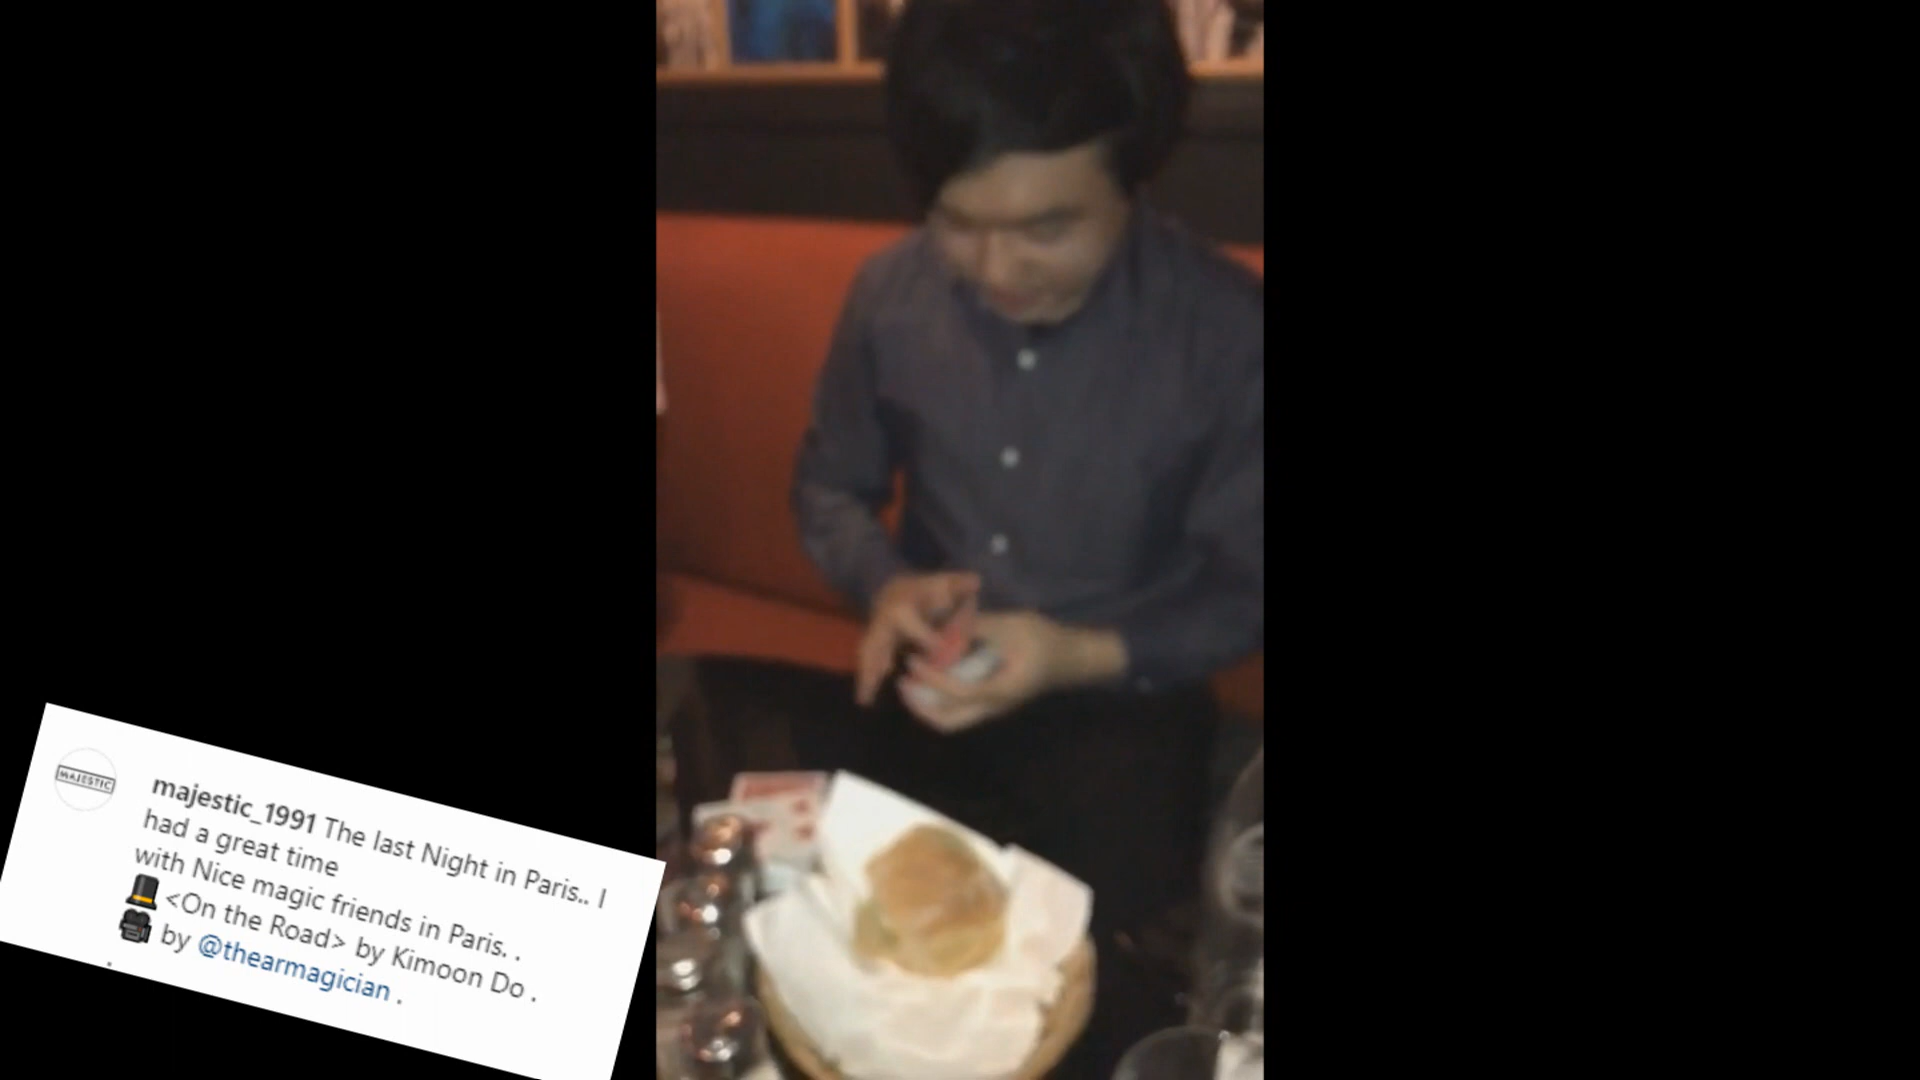 MAJESTIC
majestic_1991 The last Night in Paris.. I
had a great time
with Nice magic friends in Paris. .
🎩 <On the Road> by Kimoon Do .
🎥 by @thearmagician .
.